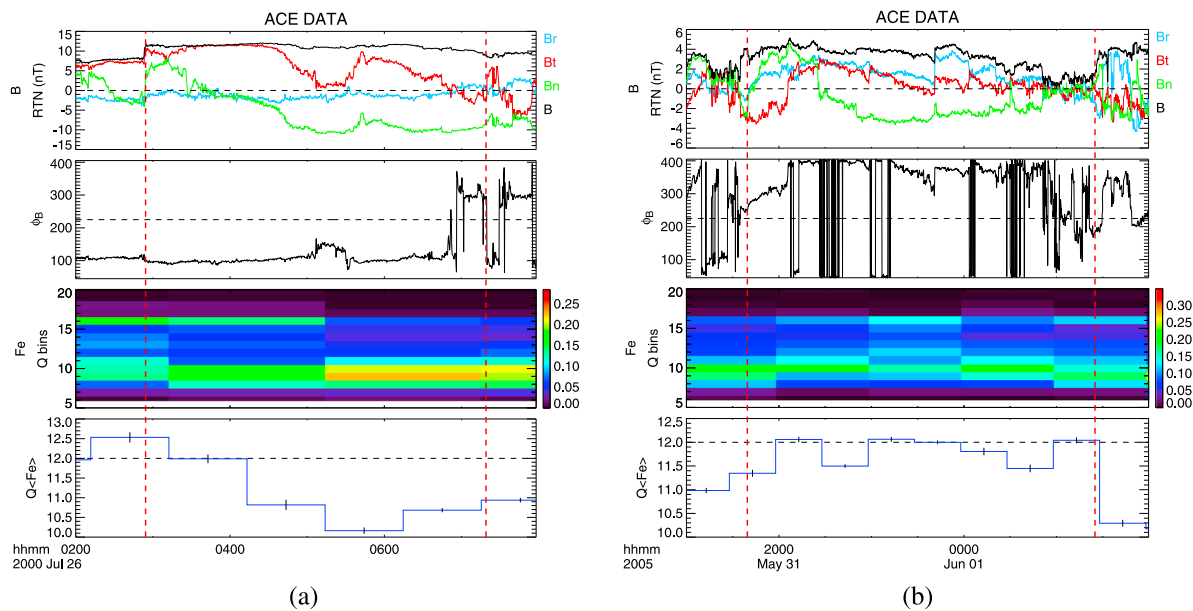 ACE DATA
15
10
5
0
-5
-10
-15
B
RTN (nT)
Br
Bt
Bn
B
400
300
200
100
ϕB
20
15
10
5
Fe
Q bins
0.25
0.20
0.15
0.10
0.05
0.00
13.0
12.5
12.0
11.5
11.0
10.5
10.0
Q<Fe>
hhmm 0200 0400 0600
2000 Jul 26
(a)
ACE DATA
6
4
2
0
-2
-4
-6
B
RTN (nT)
Br
Bt
Bn
B
400
300
200
100
ϕB
20
15
10
5
Fe
Q bins
0.30
0.25
0.20
0.15
0.10
0.05
0.00
12.0
11.5
11.0
10.5
10.0
Q<Fe>
hhmm 2000 0000
2005 May 31 Jun 01
(b)